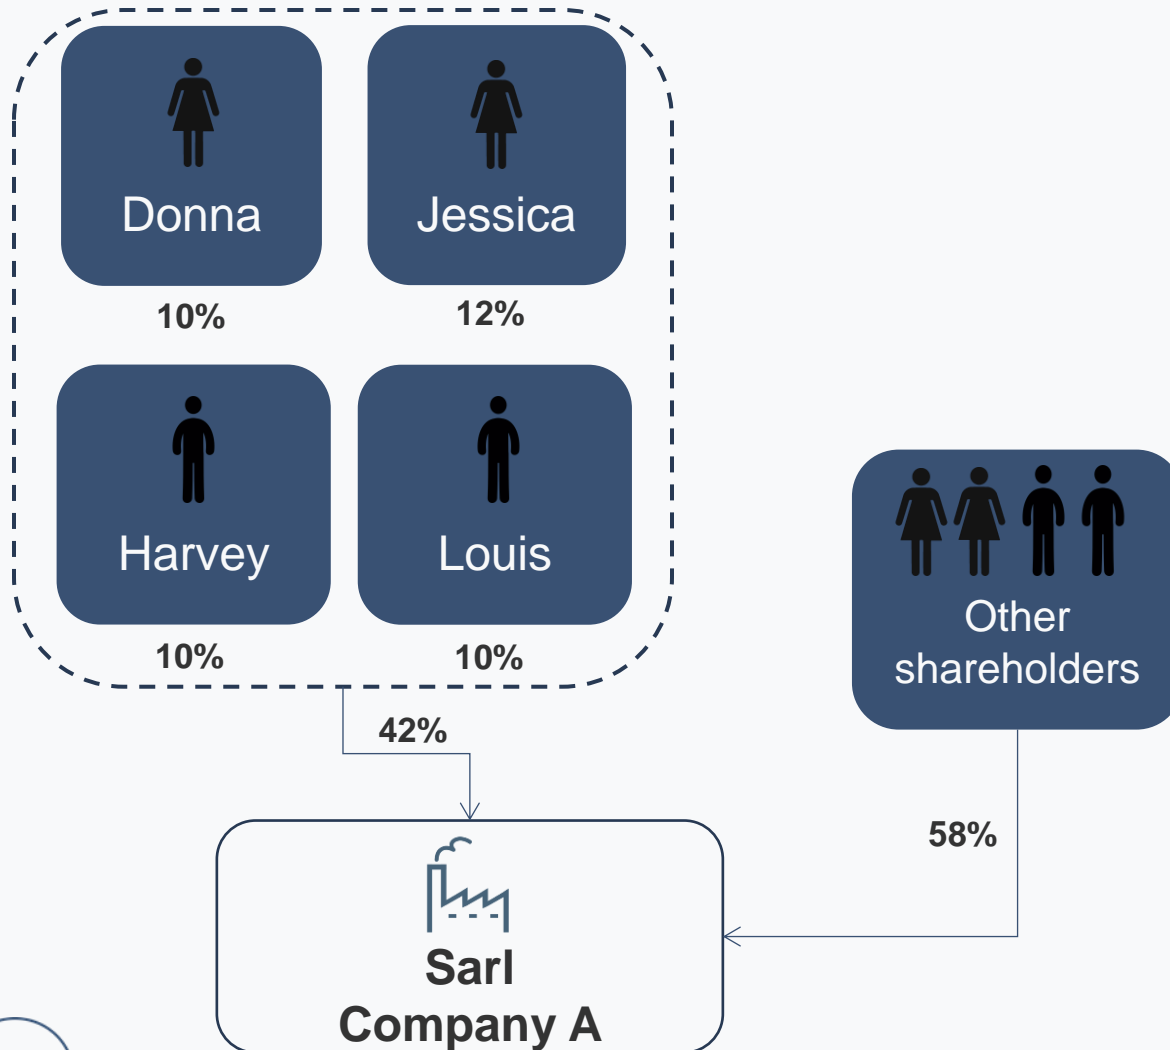 Donna
Jessica
10%
12%
Harvey
Louis
10%
10%
42%
Other
shareholders
58%
Sarl
Company A